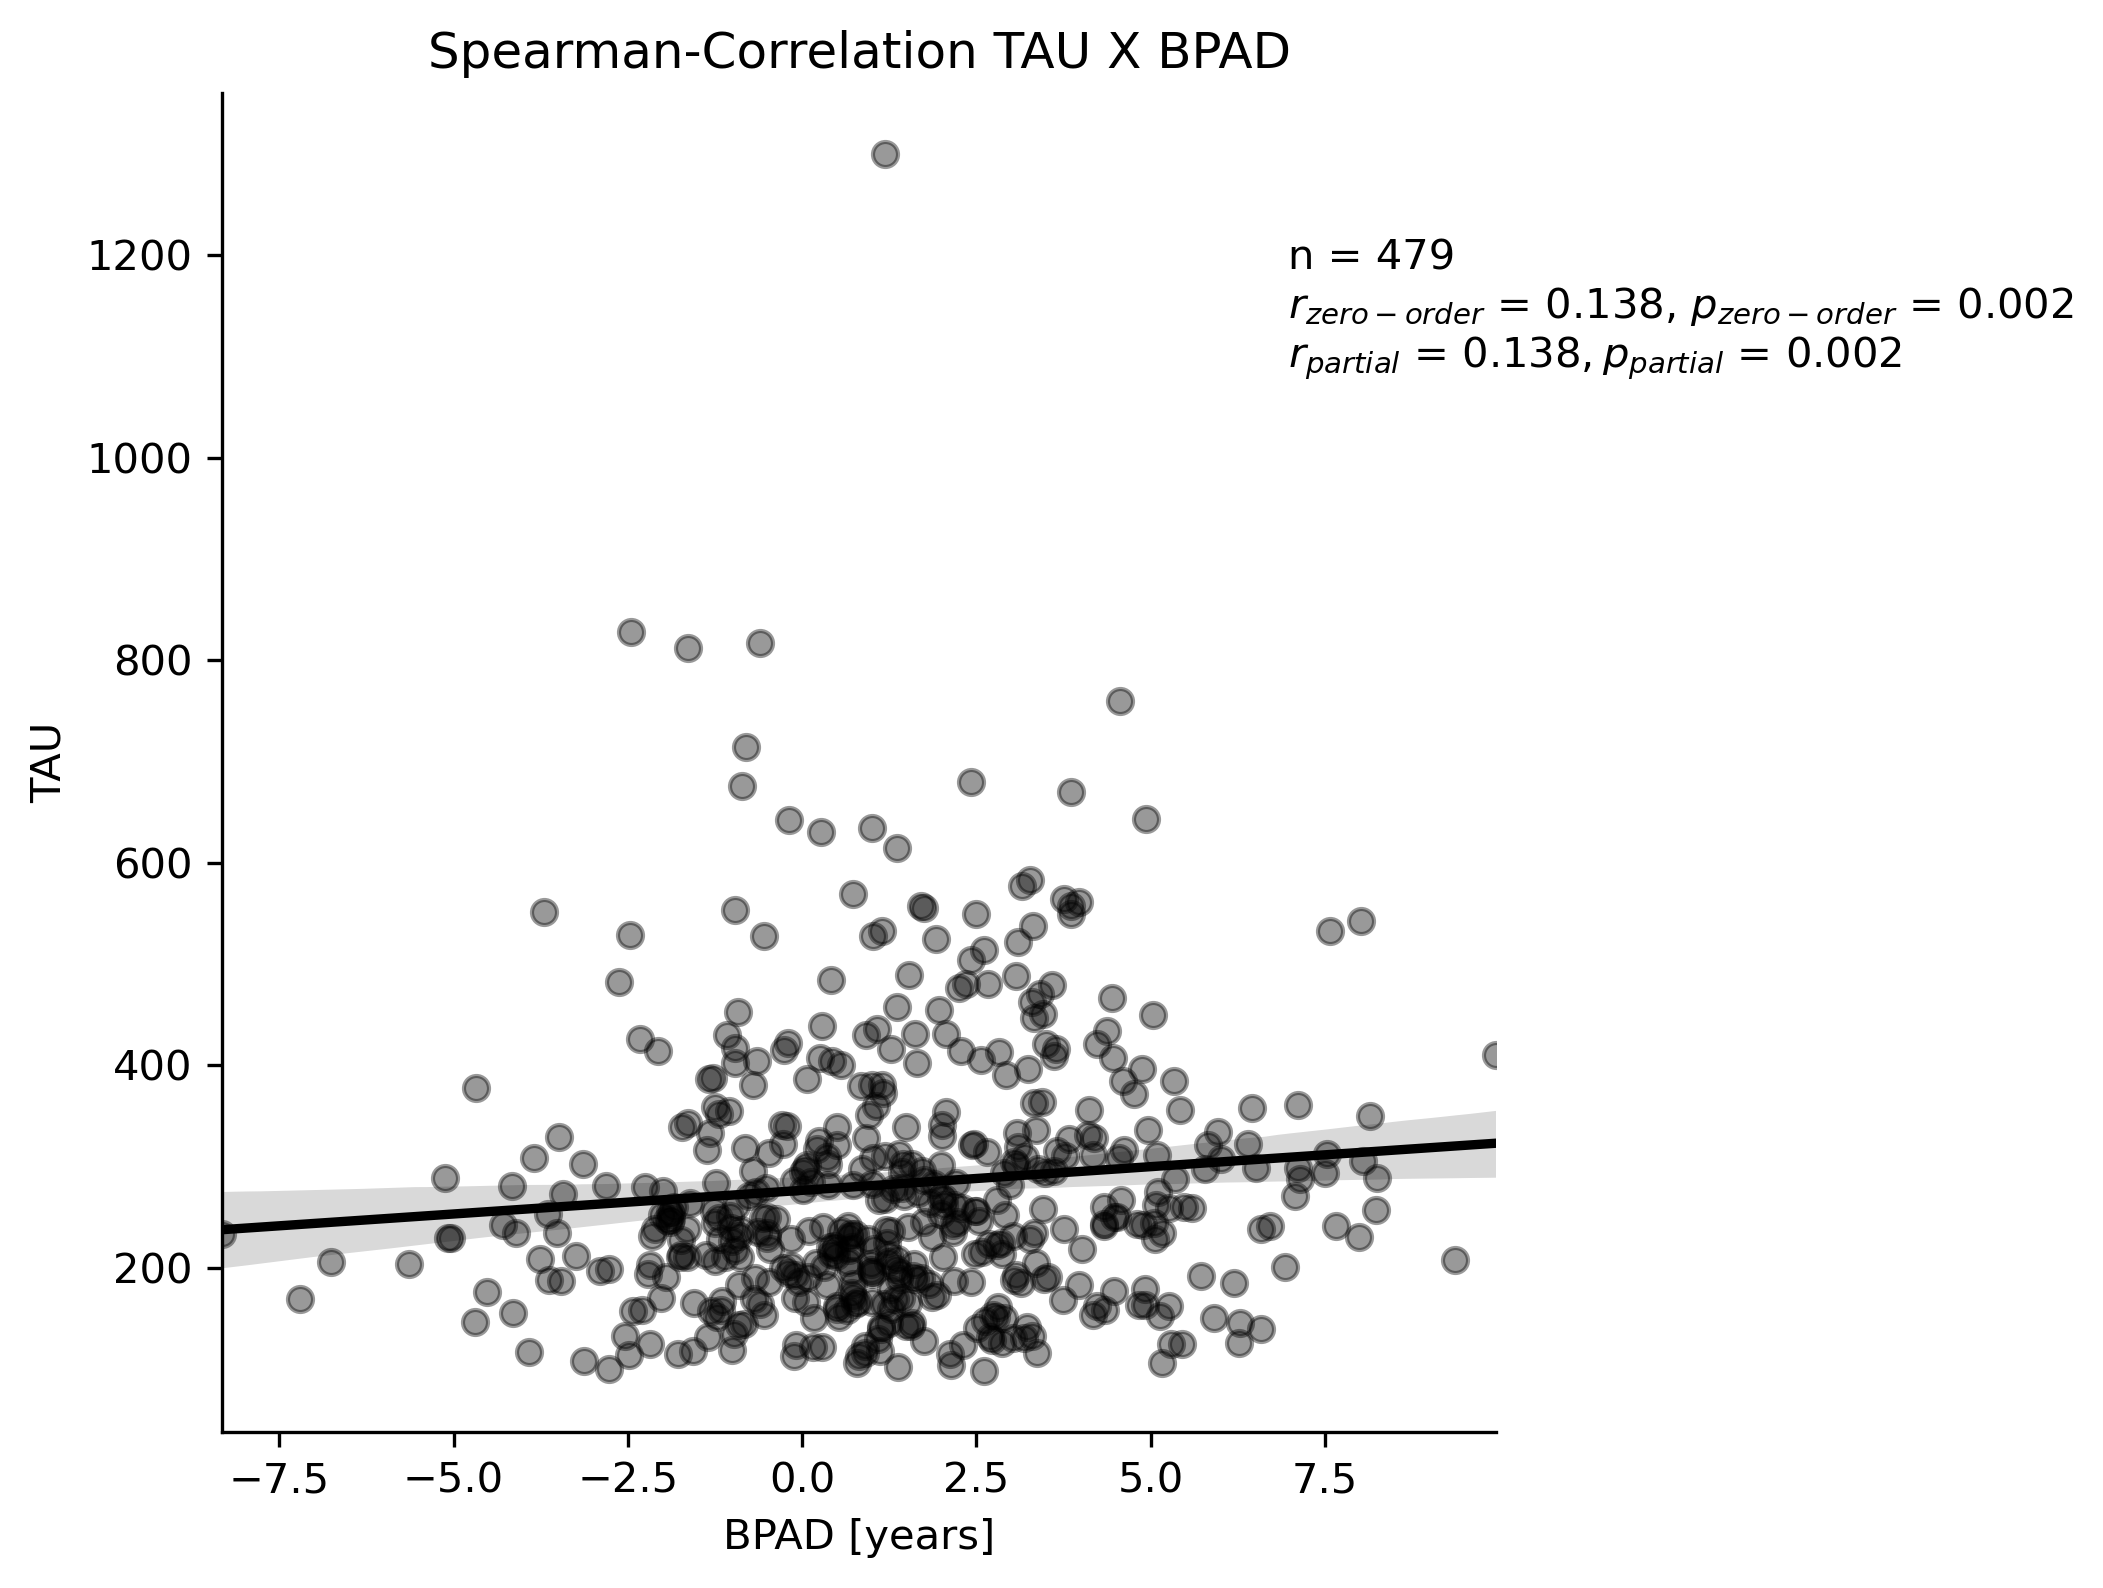 Spearman-Correlation TAU X BPAD
n = 479
r_zero−order = 0.138, p_zero−order = 0.002
r_partial = 0.138, p_partial = 0.002
1200
1000
800
600
400
200
TAU
−7.5 −5.0 −2.5 0.0 2.5 5.0 7.5
BPAD [years]